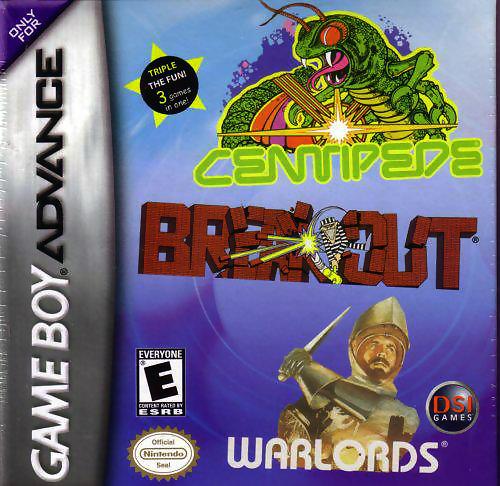 ONLY
FOR
GAME BOY ADVANCE
TRIPLE
THE FUN!
3 games
in one!
CENTIPEDE
BREAKOUT®
EVERYONE
E
CONTENT RATED BY
ESRB
Official
Nintendo
Seal
DSI
GAMES
WARLORDS®